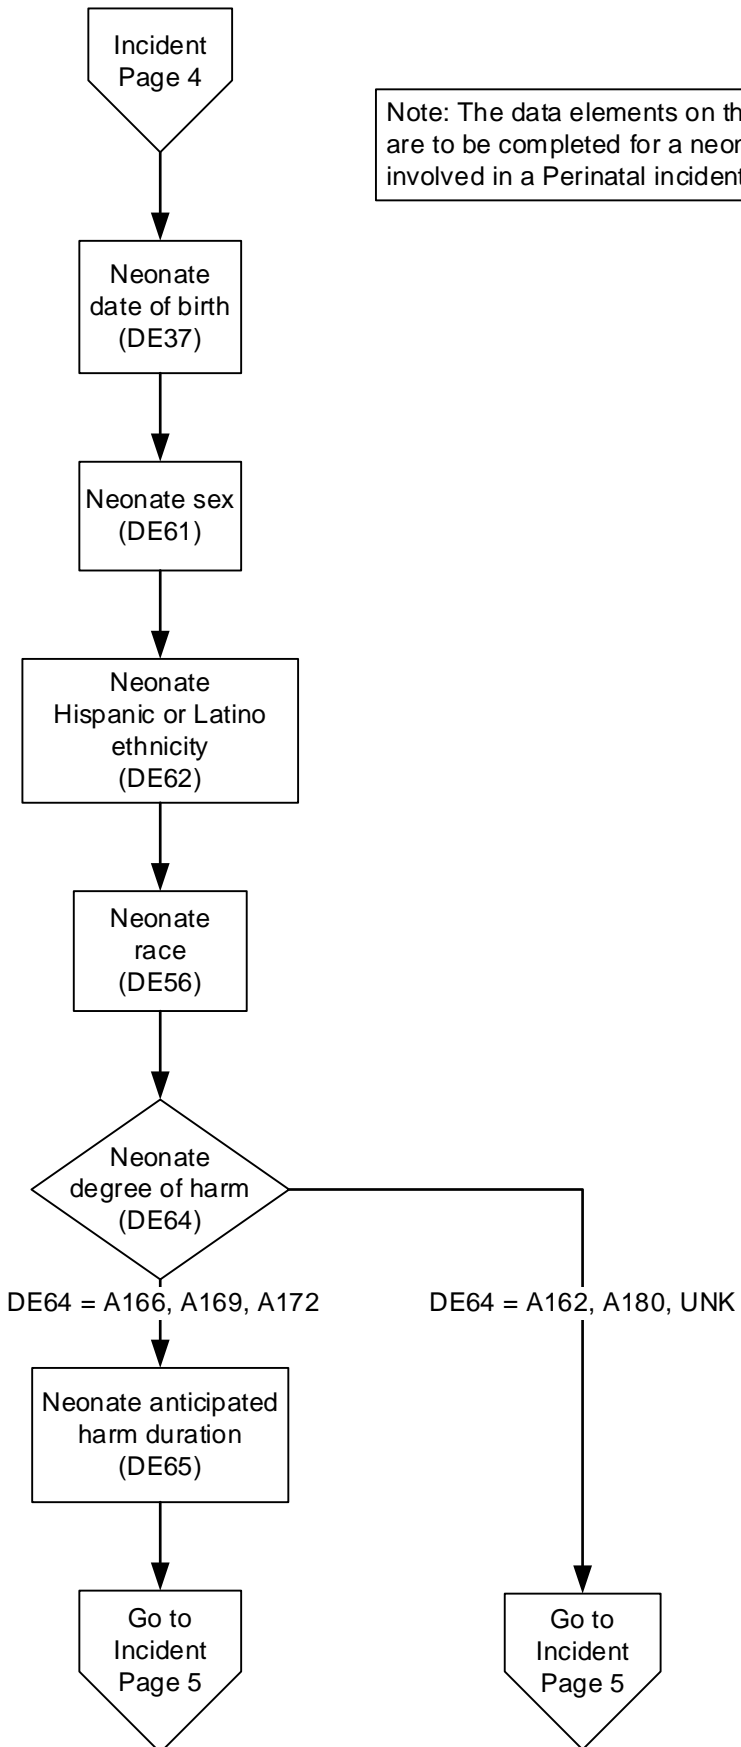 Incident
Page 4
Note: The data elements on
are to be completed for a
involved in a Perinatal incident
Neonate
date of birth
(DE37)
Neonate sex
(DE61)
Neonate
Hispanic or Latino
ethnicity
(DE62)
Neonate
race
(DE56)
Neonate
degree of harm
(DE64)
DE64 = A166, A169, A172
DE64 = A162, A180, UNK
Neonate anticipated
harm duration
(DE65)
Go to
Incident
Page 5
Go to
Incident
Page 5